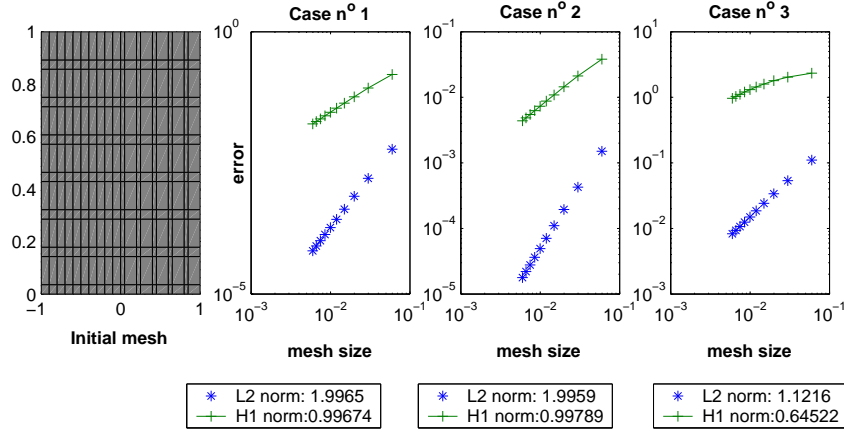 Case nº 1
Case nº 2
Case nº 3
1
0.8
0.6
0.4
0.2
0
−1
0
1
Initial mesh
error
10^0
10^−5
10^−3
10^−2
10^−1
mesh size
10^−1
10^−2
10^−3
10^−4
10^−5
10^−3
10^−2
10^−1
mesh size
10^1
10^0
10^−1
10^−2
10^−3
10^−3
10^−2
10^−1
mesh size
L2 norm: 1.9965
H1 norm:0.99674
L2 norm: 1.9959
H1 norm:0.99789
L2 norm: 1.1216
H1 norm:0.64522